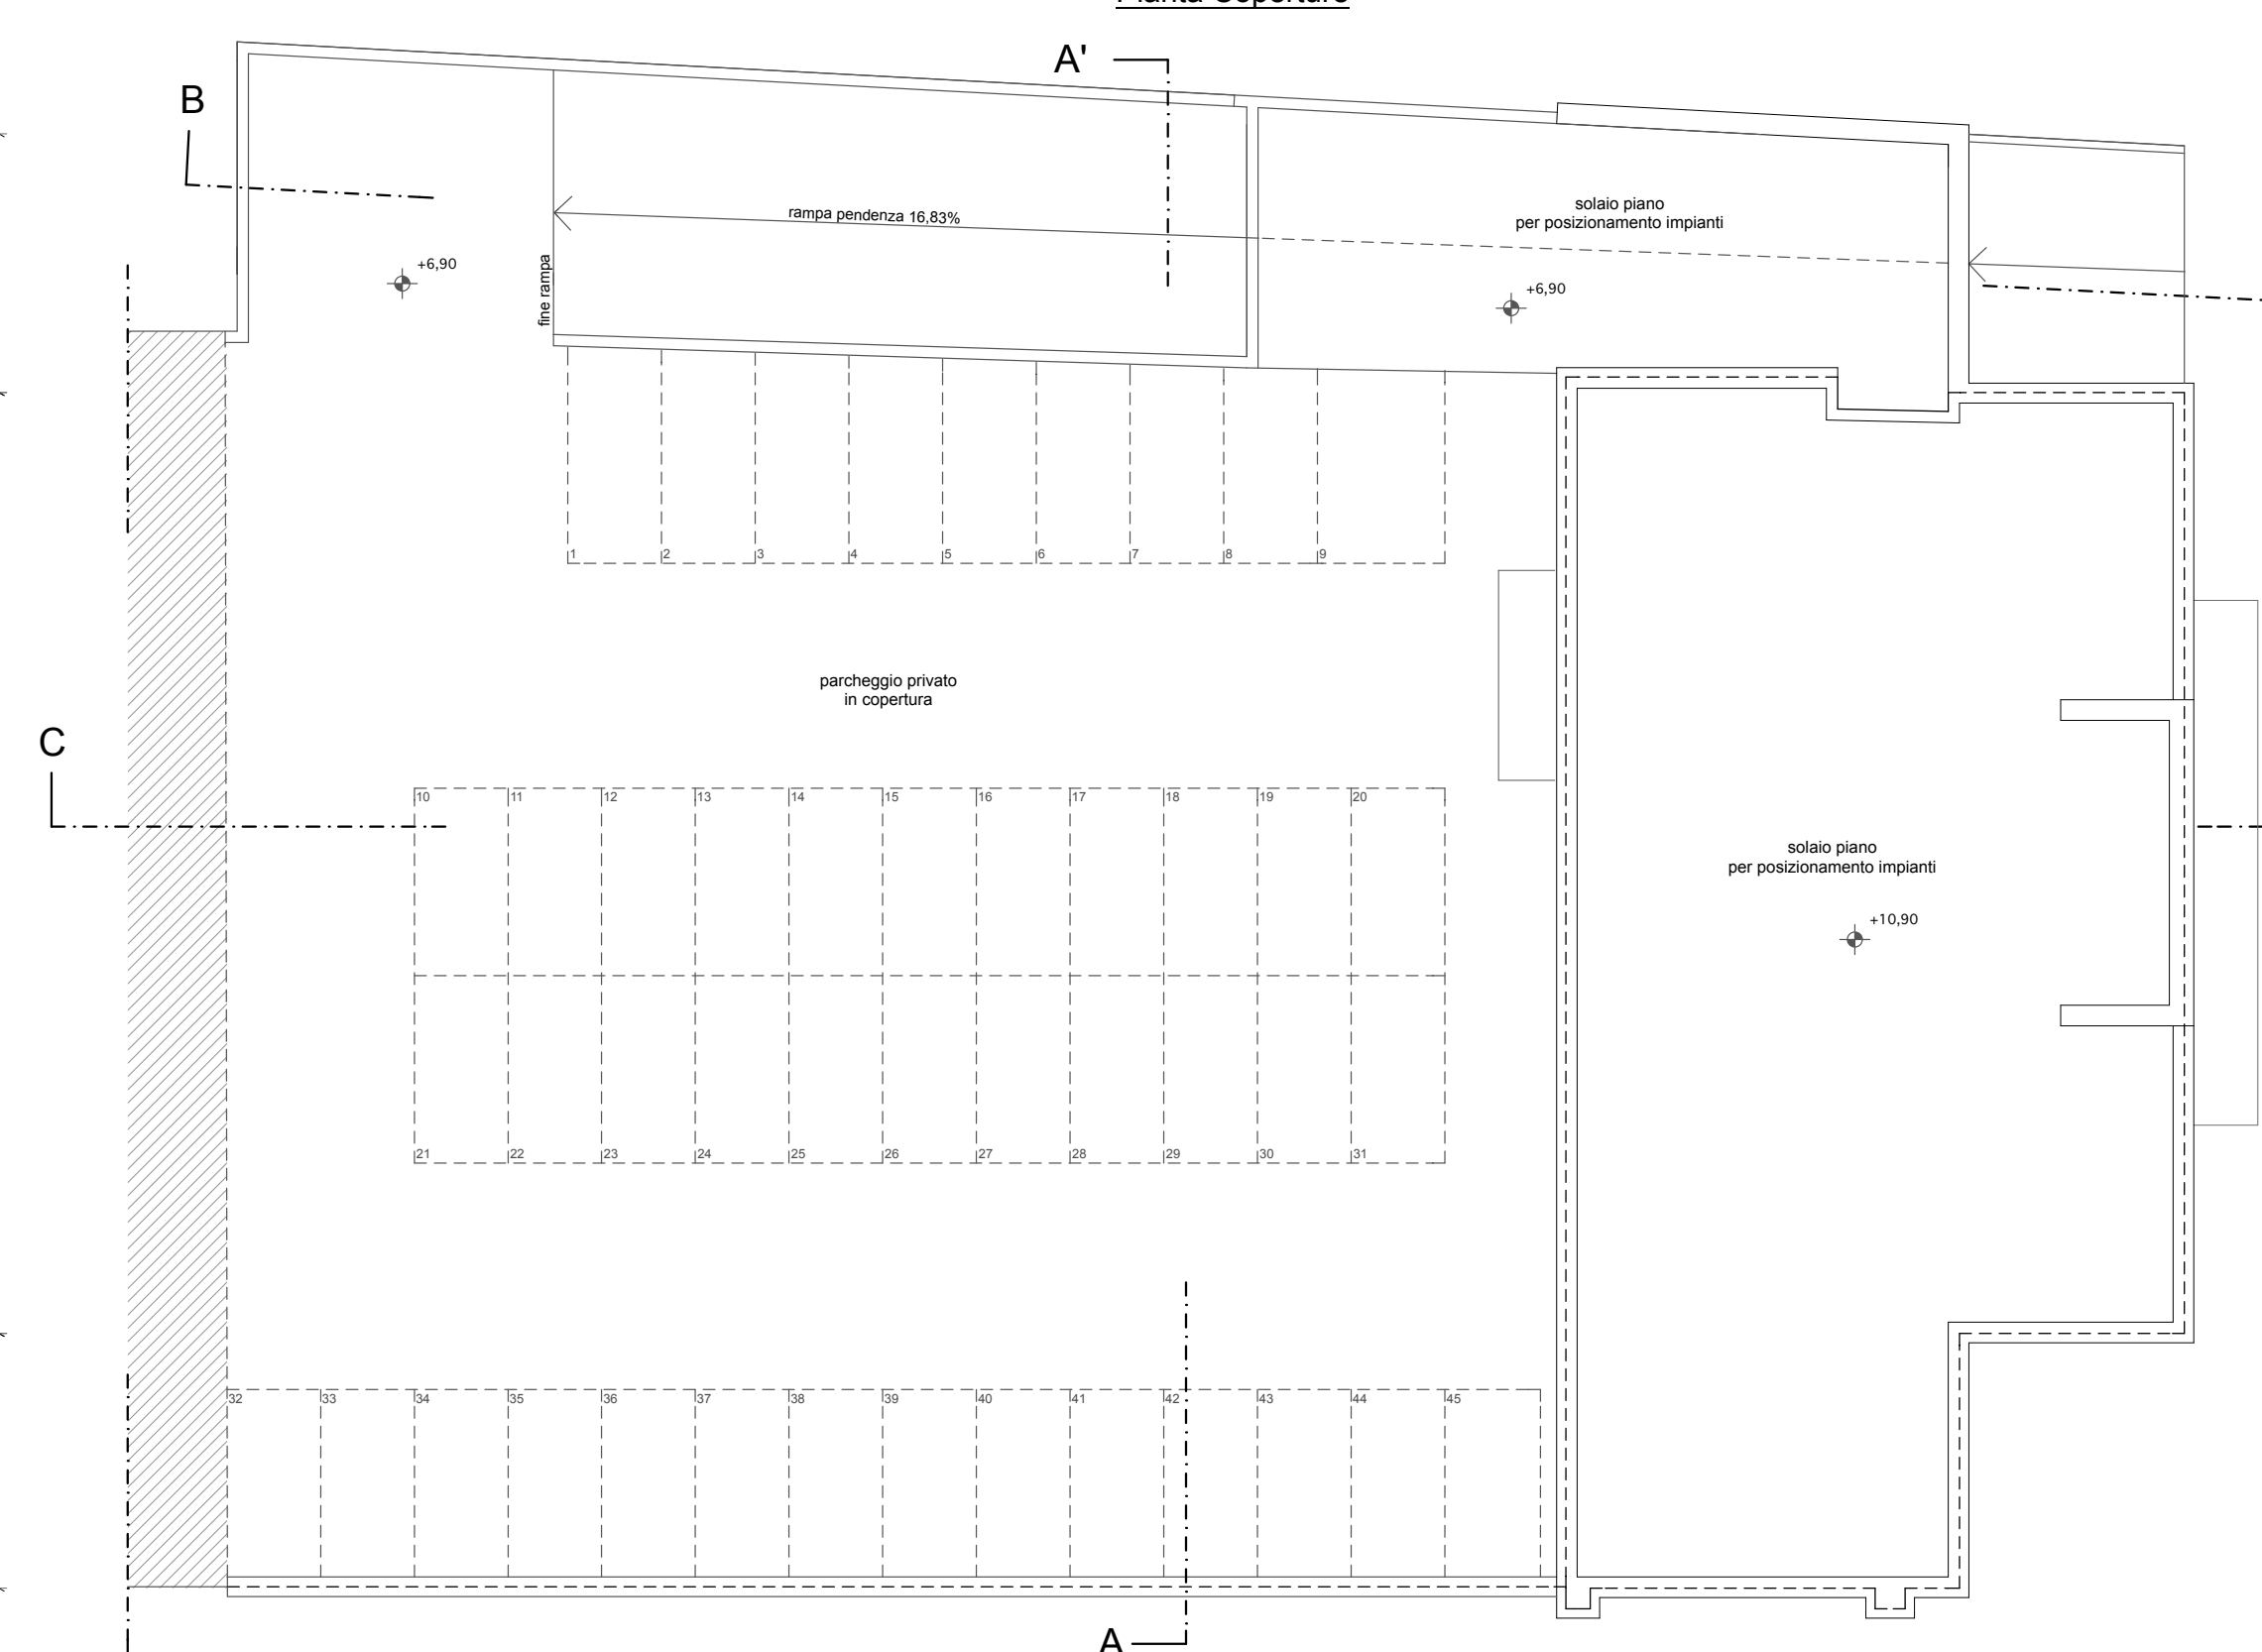 Pianta Coperture
A'
B
rampa pendenza 16,83%
solaio piano
per posizionamento impianti
+6,90
fine rampa
+6,90
1 2 3 4 5 6 7 8 9
parcheggio privato
in copertura
C
10 11 12 13 14 15 16 17 18 19 20
solaio piano
per posizionamento impianti
+10,90
21 22 23 24 25 26 27 28 29 30 31
32 33 34 35 36 37 38 39 40 41 42 43 44 45
A